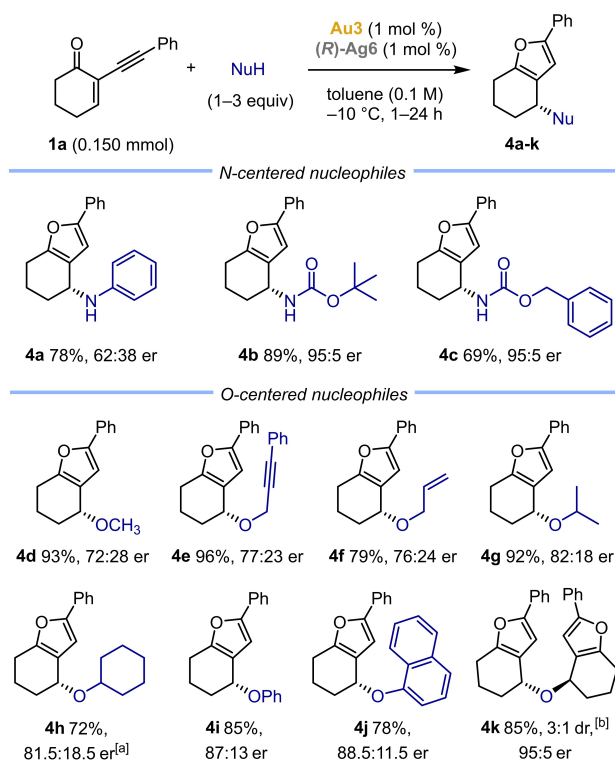 O
Ph
1a (0.150 mmol)
+
NuH
(1–3 equiv)
Au3 (1 mol %)
(R)-Ag6 (1 mol %)
toluene (0.1 M)
–10 °C, 1–24 h
O
Ph
Nu
4a-k
N-centered nucleophiles
O
Ph
N
H
4a 78%, 62:38 er
O
Ph
N
H
O
O
4b 89%, 95:5 er
O
Ph
N
H
O
O
4c 69%, 95:5 er
O-centered nucleophiles
O
Ph
OCH3
4d 93%, 72:28 er
O
Ph
O
Ph
4e 96%, 77:23 er
O
Ph
O
4f 79%, 76:24 er
O
Ph
O
4g 92%, 82:18 er
O
Ph
O
4h 72%,
81.5:18.5 er[a]
O
Ph
OPh
4i 85%,
87:13 er
O
Ph
O
4j 78%,
88.5:11.5 er
O
Ph
O
Ph
O
4k 85%, 3:1 dr,[b]
95:5 er